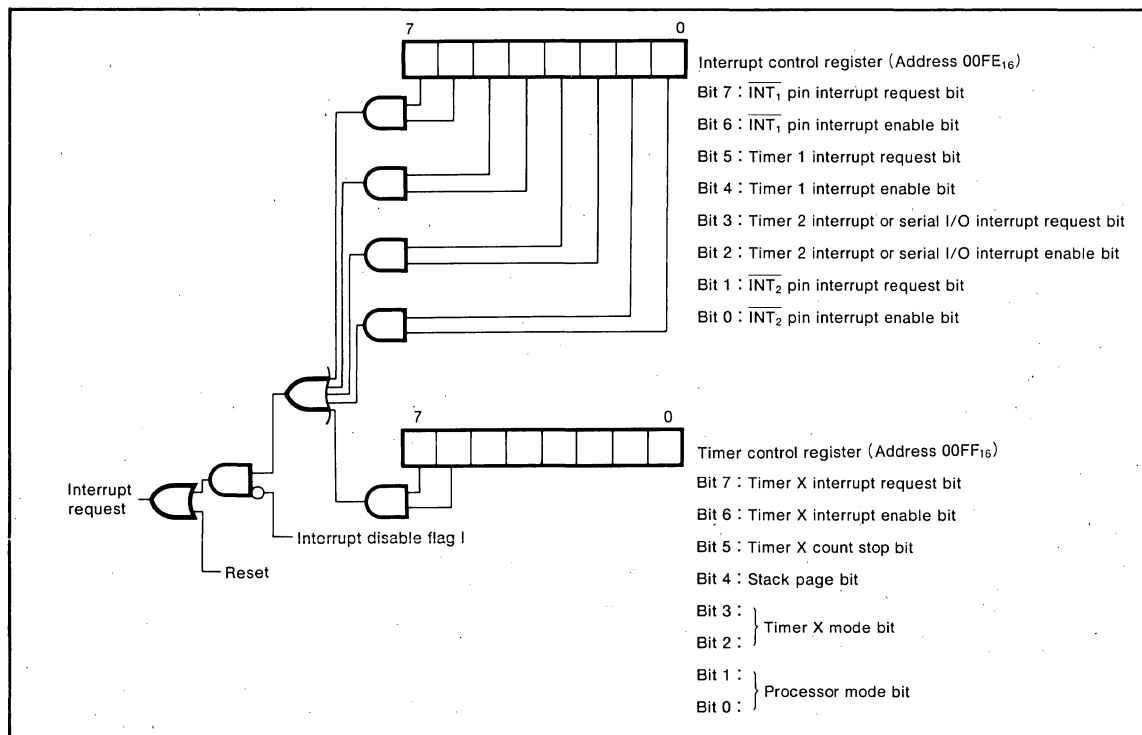 7 0
Interrupt control register (Address 00FE₁₆)
Bit 7 : I̅N̅T̅₁̅ pin interrupt request bit
Bit 6 : I̅N̅T̅₁̅ pin interrupt enable bit
Bit 5 : Timer 1 interrupt request bit
Bit 4 : Timer 1 interrupt enable bit
Bit 3 : Timer 2 interrupt or serial I/O interrupt request bit
Bit 2 : Timer 2 interrupt or serial I/O interrupt enable bit
Bit 1 : I̅N̅T̅₂̅ pin interrupt request bit
Bit 0 : I̅N̅T̅₂̅ pin interrupt enable bit
7 0
Timer control register (Address 00FF₁₆)
Bit 7 : Timer X interrupt request bit
Bit 6 : Timer X interrupt enable bit
Bit 5 : Timer X count stop bit
Bit 4 : Stack page bit
Bit 3 :
Timer X mode bit
Bit 2 :
Bit 1 :
Processor mode bit
Bit 0 :
Interrupt
request
Interrupt disable flag I
Reset